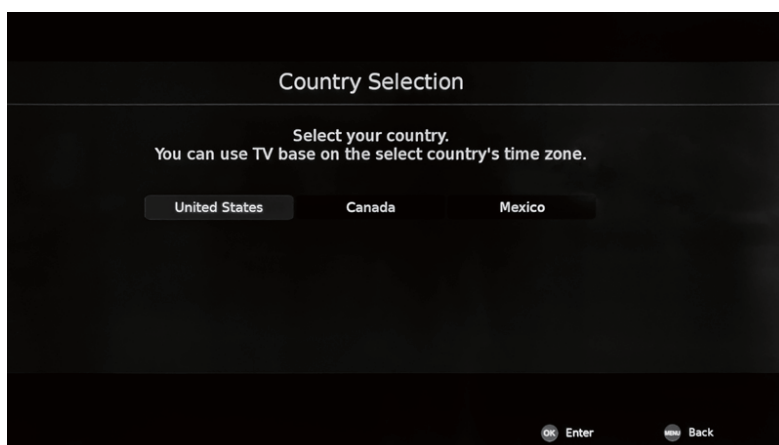 Country Selection
Select your country.
You can use TV base on the select country's time zone.
United States Canada Mexico
OK Enter MENU Back